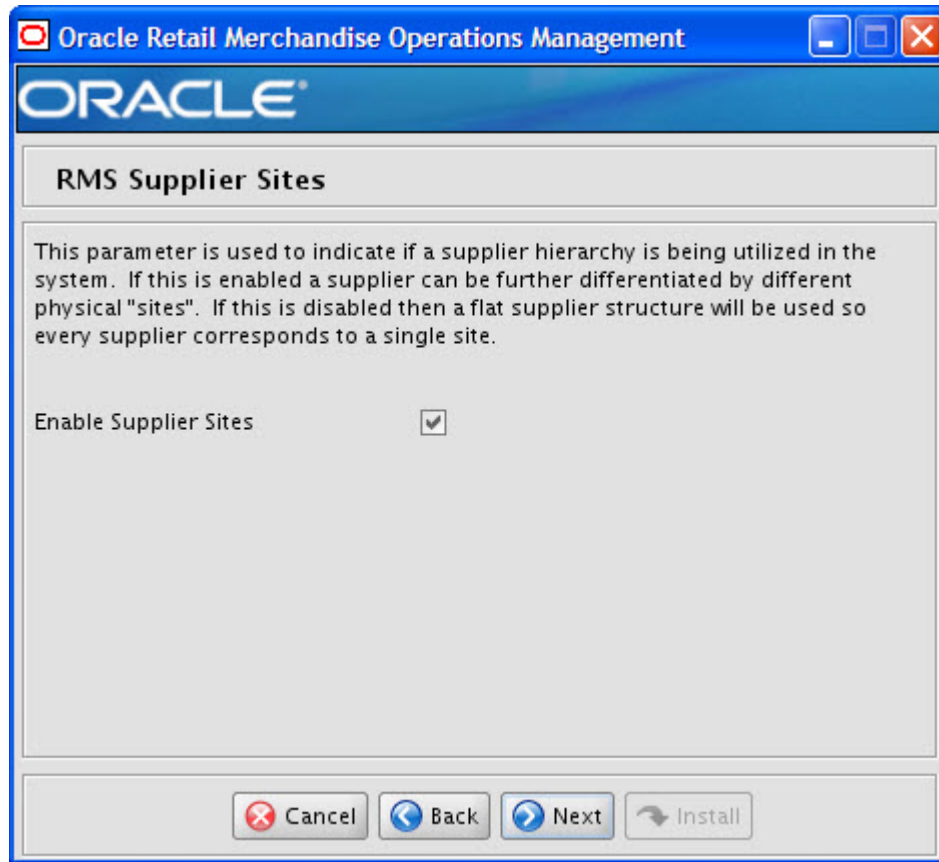 Oracle Retail Merchandise Operations Management
ORACLE®
RMS Supplier Sites
This parameter is used to indicate if a supplier hierarchy is being utilized in the
system.  If this is enabled a supplier can be further differentiated by different
physical "sites".  If this is disabled then a flat supplier structure will be used so
every supplier corresponds to a single site.
Enable Supplier Sites
Cancel
Back
Next
Install